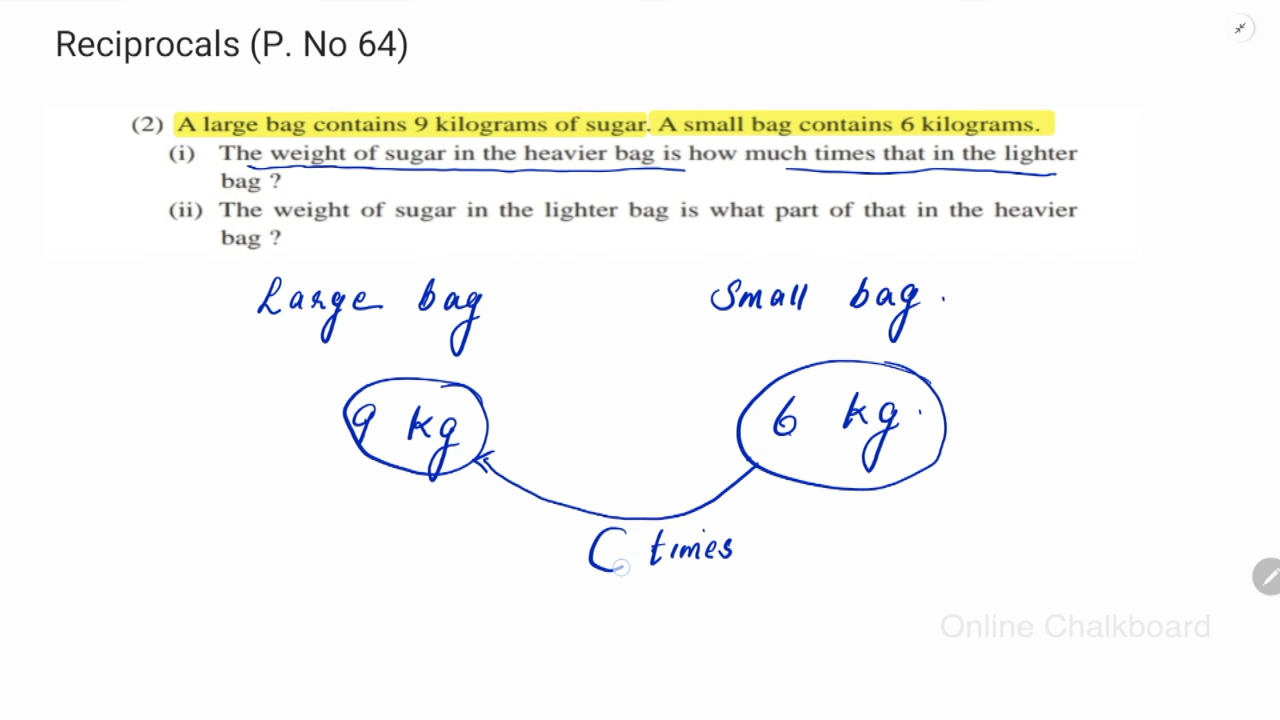 Reciprocals (P. No 64)
(2) A large bag contains 9 kilograms of sugar. A small bag contains 6 kilograms.
(i) The weight of sugar in the heavier bag is how much times that in the lighter
bag ?
(ii) The weight of sugar in the lighter bag is what part of that in the heavier
bag ?
Large bag
Small bag.
9 kg
6 kg.
times
Online Chalkboard